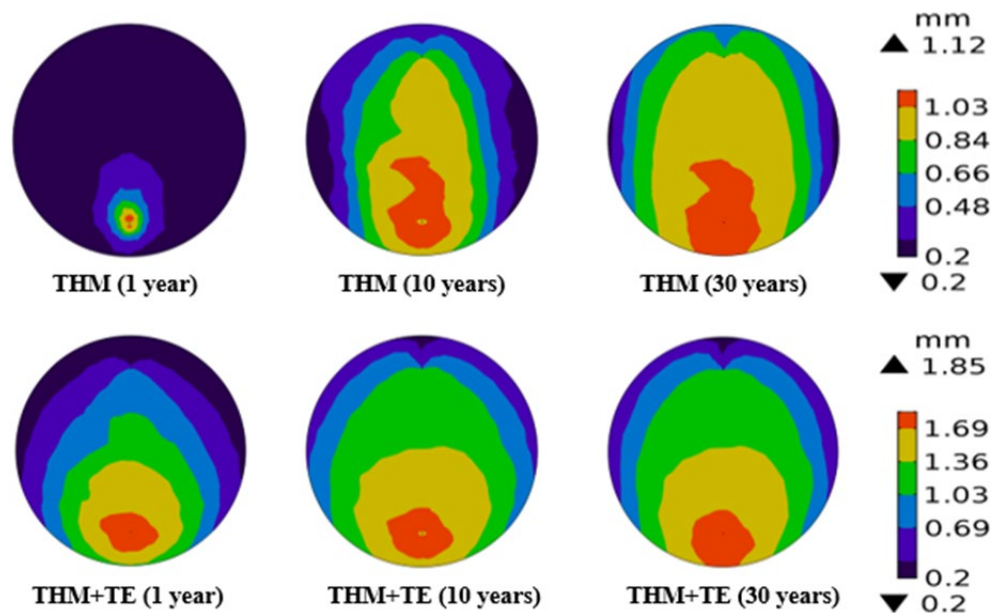 mm
▲ 1.12
1.03
0.84
0.66
0.48
0.2
▼ 0.2
THM (1 year)
THM (10 years)
THM (30 years)
mm
▲ 1.85
1.69
1.36
1.03
0.69
0.2
▼ 0.2
THM+TE (1 year)
THM+TE (10 years)
THM+TE (30 years)